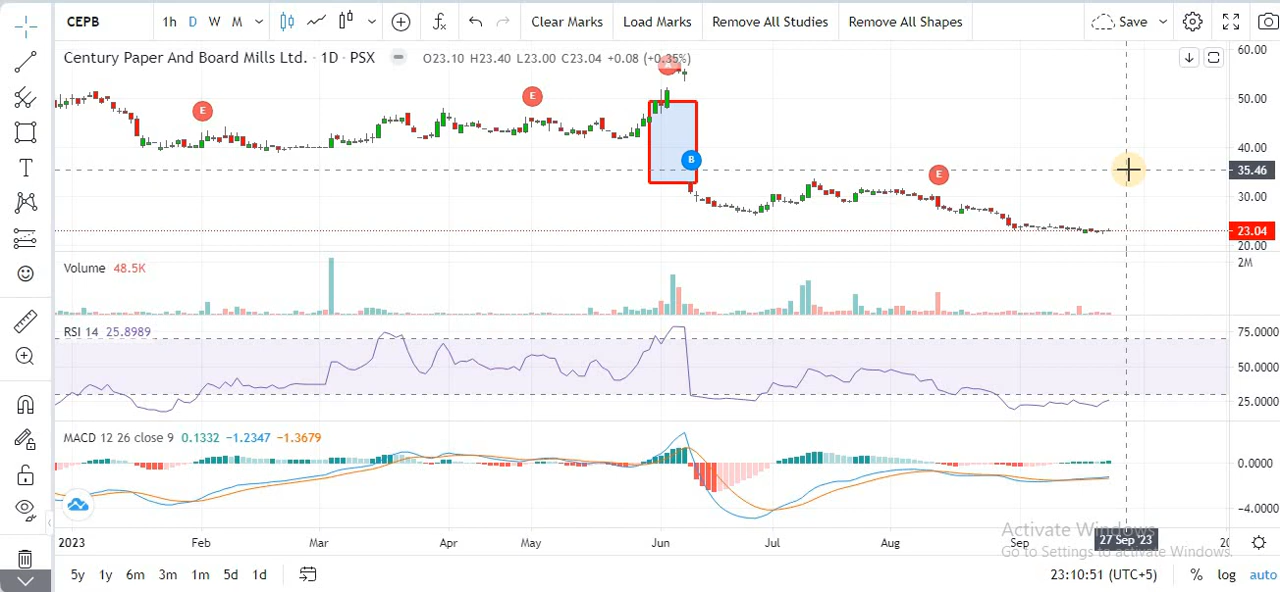 CEPB 1h D W M Clear Marks Load Marks Remove All Studies Remove All Shapes Save
Century Paper And Board Mills Ltd. · 1D · PSX O23.10 H23.40 L23.00 C23.04 +0.08 (+0.35%)
60.00
E
E
50.00
40.00
B
35.46
E
30.00
23.04
20.00
Volume 48.5K
2M
RSI 14 25.8989
75.0000
50.0000
25.0000
MACD 12 26 close 9 0.1332 −1.2347 −1.3679
0.0000
−4.0000
Activate Windows
Go to Settings to activate Windows.
2023 Feb Mar Apr May Jun Jul Aug Sep 27 Sep '23
5y 1y 6m 3m 1m 5d 1d 23:10:51 (UTC+5) % log auto